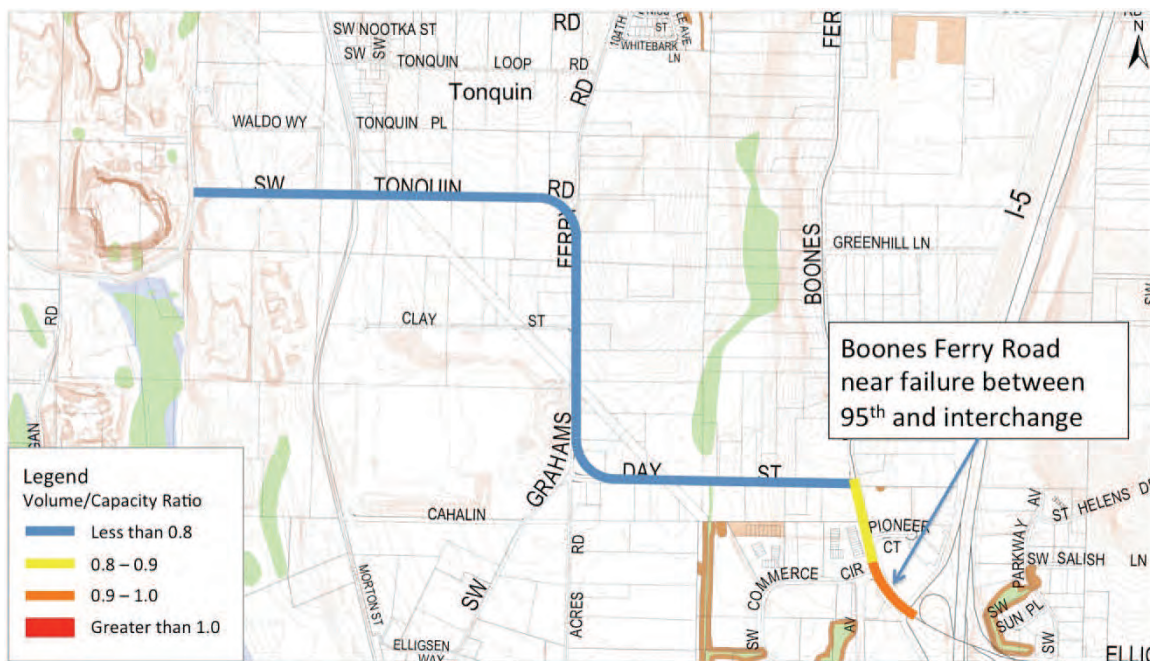 SW NOOTKA ST
SW
SW
TONQUIN LOOP RD
Tonquin
WALDO WY
TONQUIN PL
RD
104TH
ST
WHITEBARK
LN
RD
FER
I-5
N
SW TONQUIN RD
FERRY
BOONES
GREENHILL LN
SW
RD
CLAY ST
Boones Ferry Road
near failure between
95th and interchange
GRAHAMS
DAY ST
CAHALIN
SW
RD
ACRES
MORTON ST
ELLIGSEN
WAY
PIONEER
CT
COMMERCE CIR
SW
AV
PARKWAY AV
ST HELENS
SW SALISH LN
SW
SUN PL
SW
ELLIG
Legend
Volume/Capacity Ratio
Less than 0.8
0.8 – 0.9
0.9 – 1.0
Greater than 1.0